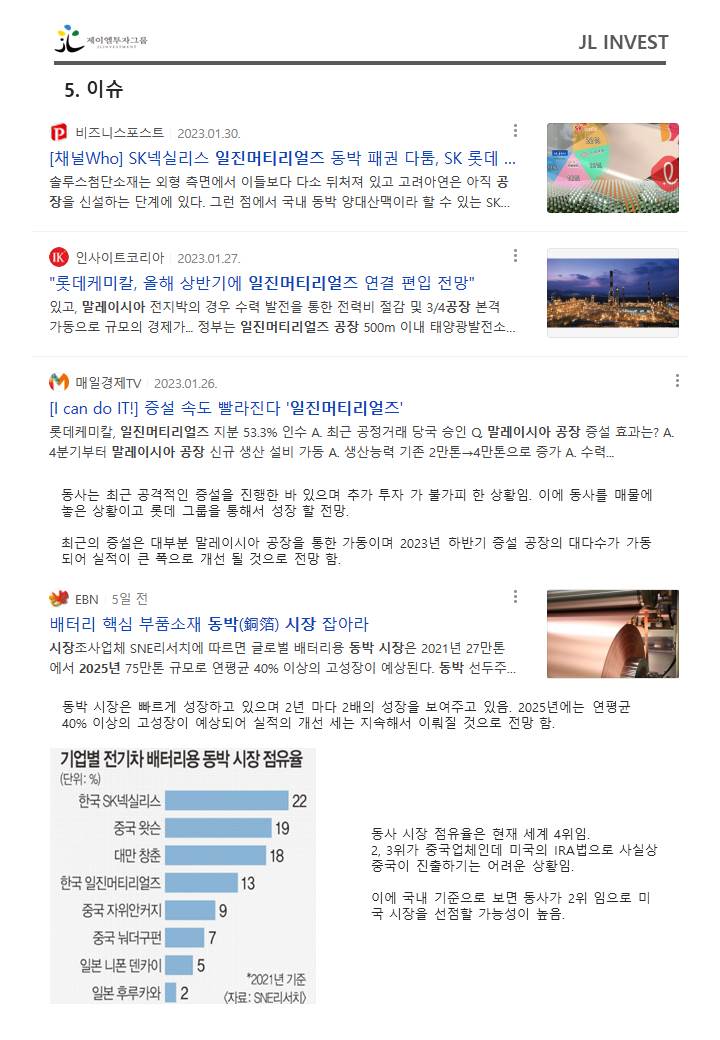 제이엘투자그룹
JLINVESTMENT
JL INVEST
5. 이슈
비즈니스포스트 2023.01.30.
[채널Who] SK넥실리스 일진머티리얼즈 동박 패권 다툼, SK 롯데 ...
솔루스첨단소재는 외형 측면에서 이들보다 다소 뒤처져 있고 고려아연은 아직 공
장을 신설하는 단계에 있다. 그런 점에서 국내 동박 양대산맥이라 할 수 있는 SK...
인사이트코리아 2023.01.27.
"롯데케미칼, 올해 상반기에 일진머티리얼즈 연결 편입 전망"
있고, 말레이시아 전지박의 경우 수력 발전을 통한 전력비 절감 및 3/4공장 본격
가동으로 규모의 경제가... 정부는 일진머티리얼즈 공장 500m 이내 태양광발전소...
매일경제TV 2023.01.26.
[I can do IT!] 증설 속도 빨라진다 '일진머티리얼즈'
롯데케미칼, 일진머티리얼즈 지분 53.3% 인수 A. 최근 공정거래 당국 승인 Q. 말레이시아 공장 증설 효과는? A.
4분기부터 말레이시아 공장 신규 생산 설비 가동 A. 생산능력 기존 2만톤→4만톤으로 증가 A. 수력...
동사는 최근 공격적인 증설을 진행한 바 있으며 추가 투자 가 불가피 한 상황임. 이에 동사를 매물에
놓은 상황이고 롯데 그룹을 통해서 성장 할 전망.
최근의 증설은 대부분 말레이시아 공장을 통한 가동이며 2023년 하반기 증설 공장의 대다수가 가동
되어 실적이 큰 폭으로 개선 될 것으로 전망 함.
EBN 5일 전
배터리 핵심 부품소재 동박(銅箔) 시장 잡아라
시장조사업체 SNE리서치에 따르면 글로벌 배터리용 동박 시장은 2021년 27만톤
에서 2025년 75만톤 규모로 연평균 40% 이상의 고성장이 예상된다. 동박 선두주...
동박 시장은 빠르게 성장하고 있으며 2년 마다 2배의 성장을 보여주고 있음. 2025년에는 연평균
40% 이상의 고성장이 예상되어 실적의 개선 세는 지속해서 이뤄질 것으로 전망 함.
기업별 전기차 배터리용 동박 시장 점유율
(단위: %)
한국 SK넥실리스 22
중국 왓슨 19
대만 창춘 18
한국 일진머티리얼즈 13
중국 자위안커지 9
중국 눠더구펀 7
일본 니폰 덴카이 5
일본 후루카와 2
*2021년 기준
〈자료: SNE리서치〉
동사 시장 점유율은 현재 세계 4위임.
2, 3위가 중국업체인데 미국의 IRA법으로 사실상
중국이 진출하기는 어려운 상황임.
이에 국내 기준으로 보면 동사가 2위 임으로 미
국 시장을 선점할 가능성이 높음.